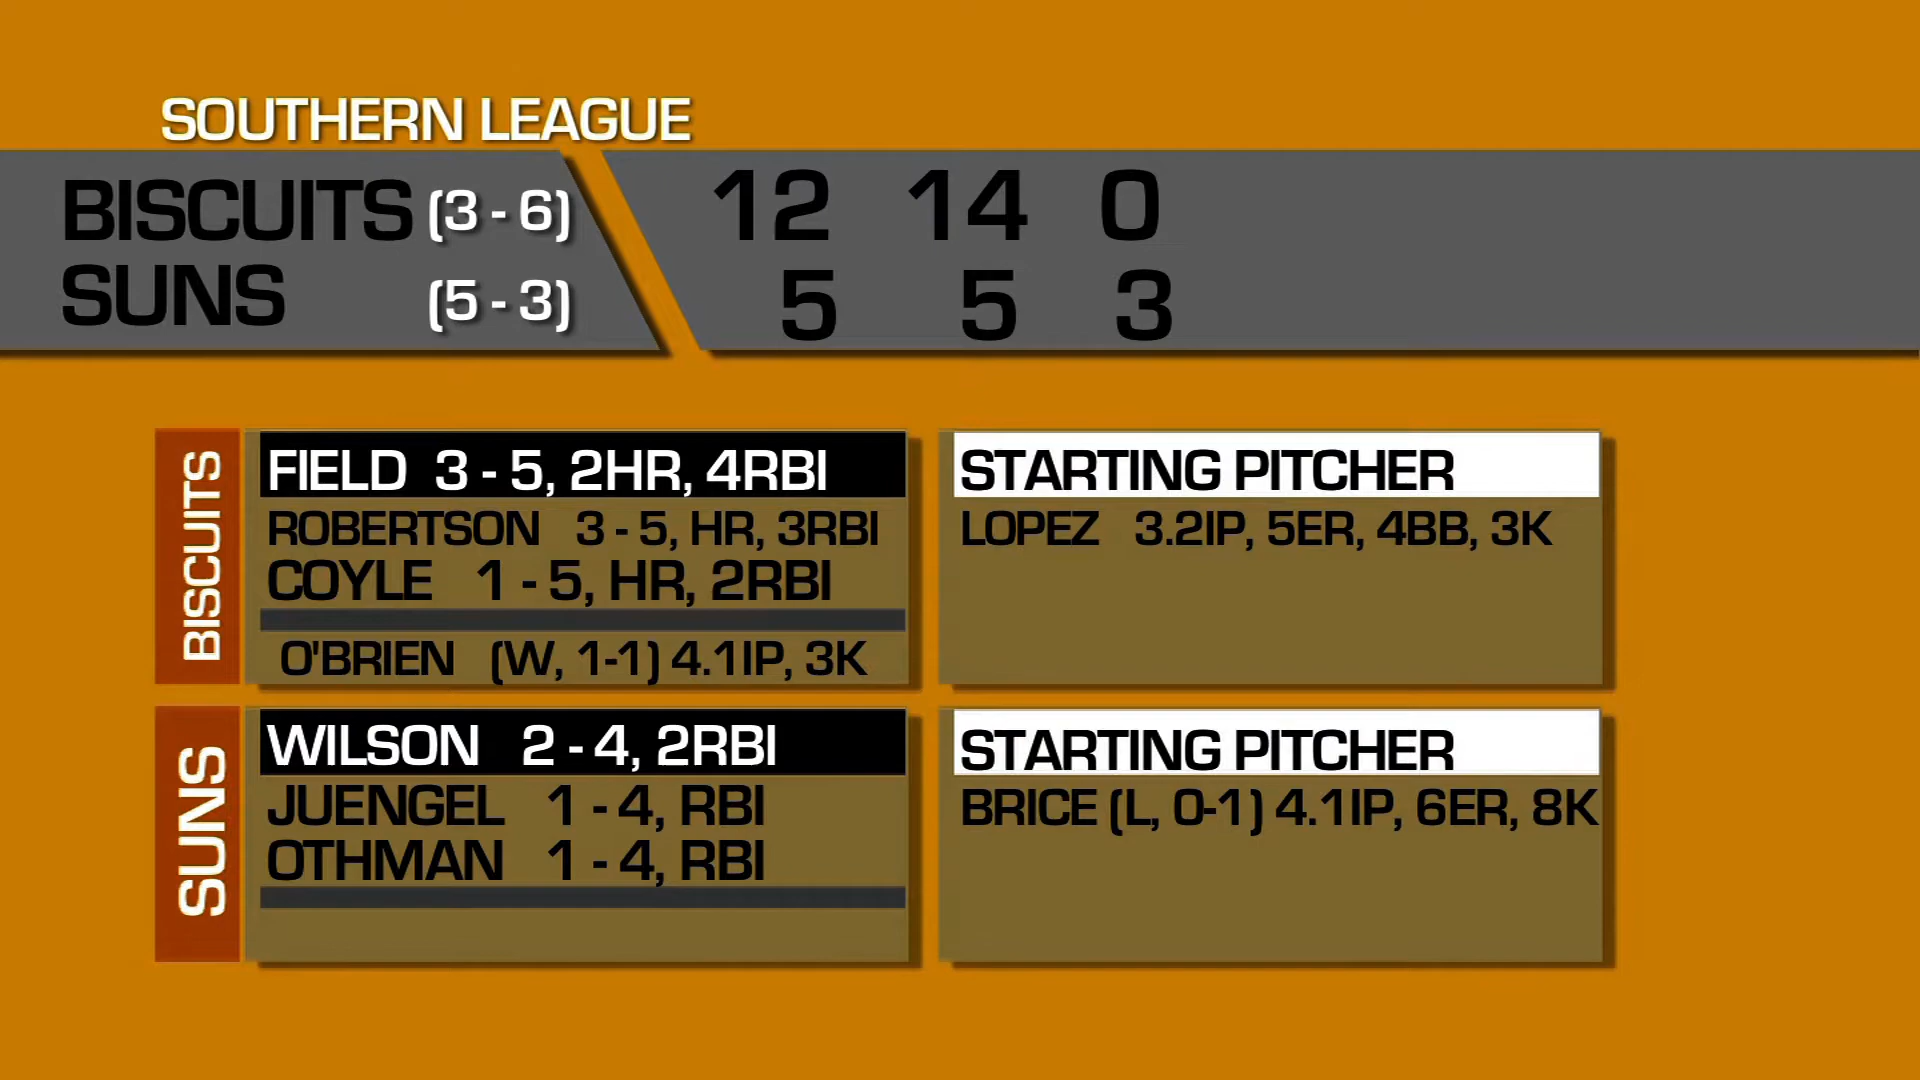 SOUTHERN LEAGUE
BISCUITS (3 - 6) 12 14 0
SUNS (5 - 3) 5 5 3
BISCUITS
FIELD 3 - 5, 2HR, 4RBI
ROBERTSON 3 - 5, HR, 3RBI
COYLE 1 - 5, HR, 2RBI
O'BRIEN (W, 1-1) 4.1IP, 3K
STARTING PITCHER
LOPEZ 3.2IP, 5ER, 4BB, 3K
SUNS
WILSON 2 - 4, 2RBI
JUENGEL 1 - 4, RBI
OTHMAN 1 - 4, RBI
STARTING PITCHER
BRICE (L, 0-1) 4.1IP, 6ER, 8K